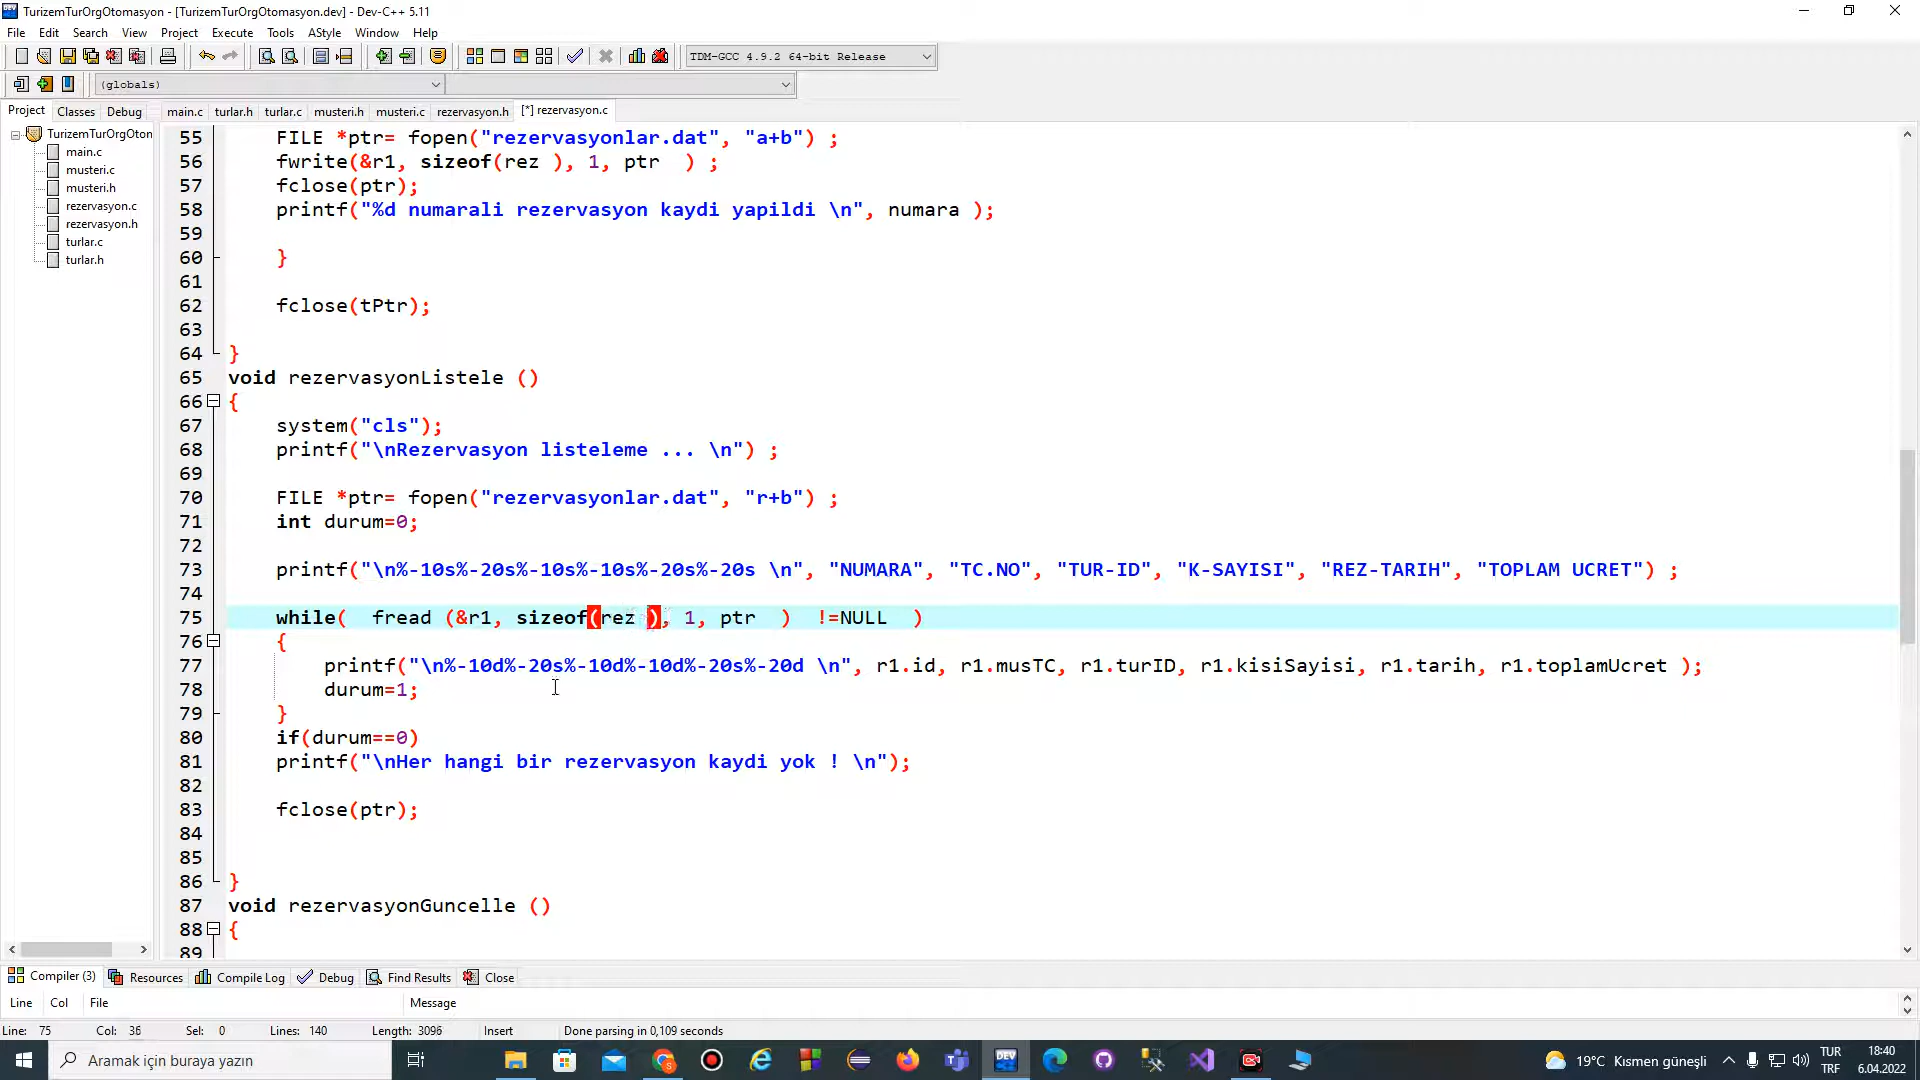 TurizemTurOrgOtomasyon - [TurizemTurOrgOtomasyon.dev] - Dev-C++ 5.11
File Edit Search View Project Execute Tools AStyle Window Help
TDM-GCC 4.9.2 64-bit Release
(globals)
Project Classes Debug main.c turlar.h turlar.c musteri.h musteri.c rezervasyon.h [*] rezervasyon.c
TurizemTurOrgOton
main.c
musteri.c
musteri.h
rezervasyon.c
rezervasyon.h
turlar.c
turlar.h
55 FILE *ptr= fopen("rezervasyonlar.dat", "a+b") ;
56 fwrite(&r1, sizeof(rez ), 1, ptr  ) ;
57 fclose(ptr);
58 printf("%d numarali rezervasyon kaydi yapildi \n", numara );
59
60 }
61
62 fclose(tPtr);
63
64 }
65 void rezervasyonListele ()
66 {
67 system("cls");
68 printf("\nRezervasyon listeleme ... \n") ;
69
70 FILE *ptr= fopen("rezervasyonlar.dat", "r+b") ;
71 int durum=0;
72
73 printf("\n%-10s%-20s%-10s%-10s%-20s%-20s \n", "NUMARA", "TC.NO", "TUR-ID", "K-SAYISI", "REZ-TARIH", "TOPLAM UCRET") ;
74
75 while(  fread (&r1, sizeof(rez ), 1, ptr  )  !=NULL  )
76 {
77 printf("\n%-10d%-20s%-10d%-10d%-20s%-20d \n", r1.id, r1.musTC, r1.turID, r1.kisiSayisi, r1.tarih, r1.toplamUcret );
78 durum=1;
79 }
80 if(durum==0)
81 printf("\nHer hangi bir rezervasyon kaydi yok ! \n");
82
83 fclose(ptr);
84
85
86 }
87 void rezervasyonGuncelle ()
88 {
89
Compiler (3) Resources Compile Log Debug Find Results Close
Line Col File Message
Line: 75 Col: 36 Sel: 0 Lines: 140 Length: 3096 Insert Done parsing in 0,109 seconds
Aramak için buraya yazın
19°C Kısmen güneşli
TUR
TRF
18:40
6.04.2022